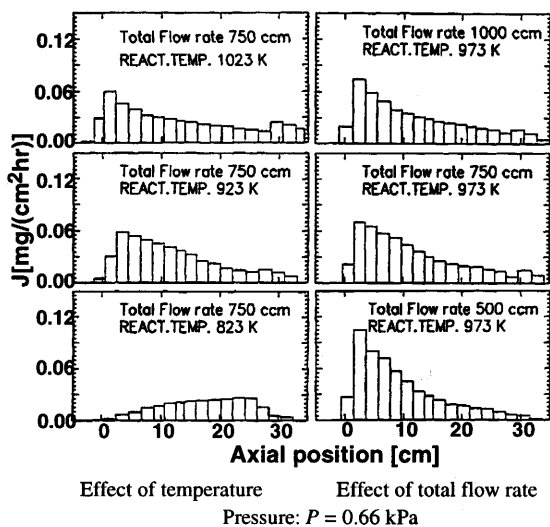 0.15
Total Flow rate 750 ccm
REACT.TEMP. 1023 K
0.06
0.00
Total Flow rate 1000 ccm
REACT.TEMP. 973 K
J[mg/(cm²hr)]
0.12
Total Flow rate 750 ccm
REACT.TEMP. 923 K
0.06
0.00
Total Flow rate 750 ccm
REACT.TEMP. 973 K
0.12
Total Flow rate 750 ccm
REACT.TEMP. 823 K
0.00
Total Flow rate 500 ccm
REACT.TEMP. 973 K
0 10 20 30 0 10 20 30
Axial position [cm]
Effect of temperature Effect of total flow rate
Pressure: P = 0.66 kPa